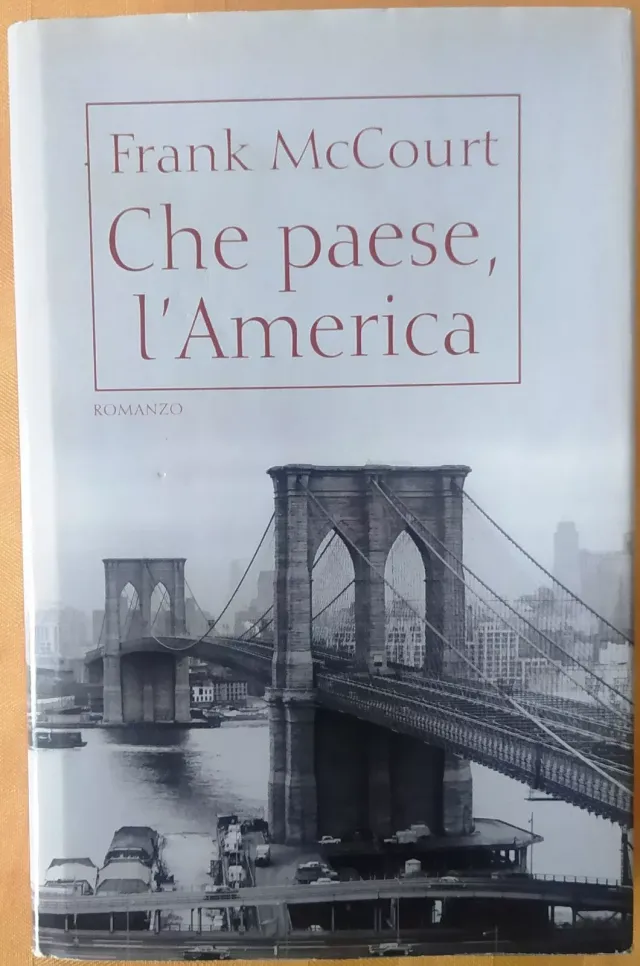 Frank McCourt
Che paese,
l'America
ROMANZO